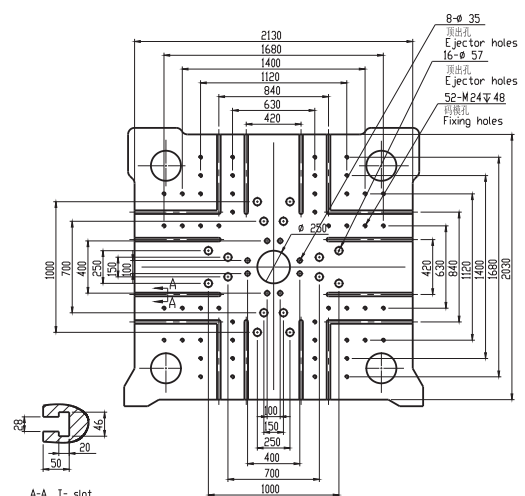 2130
1680
1400
1120
840
630
420
8-Ø 35
顶出孔
Ejector holes
16-Ø 57
顶出孔
Ejector holes
52-M24↧48
码模孔
Fixing holes
Ø 250
1000
700
400
250
150
100
A
A
420
630
840
1120
1400
1680
2030
100
150
250
400
700
1000
28
46
20
50
A-A T- slot